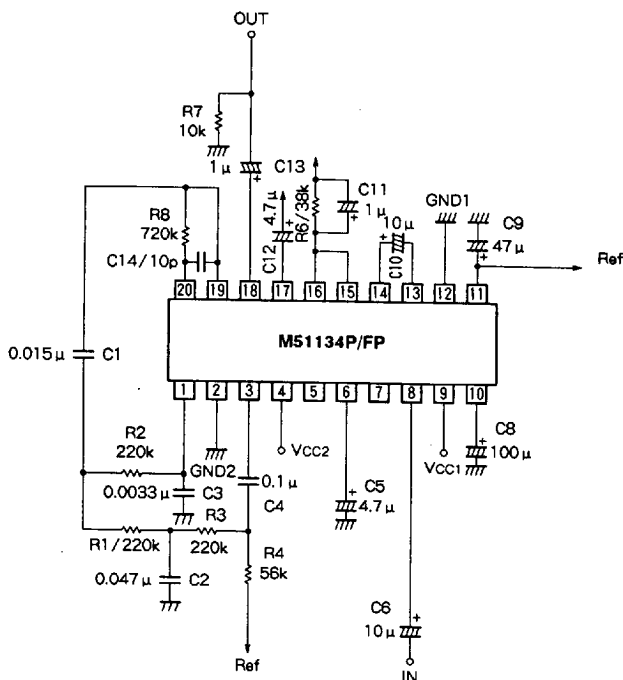 OUT
R7
10k
1μ
+
C13
4.7μ
+
C12
R6/38k
C11
+
1μ
10μ
+
C10
GND1
C9
47μ
+
Ref
R8
720k
C14/10p
20 19 18 17 16 15 14 13 12 11
M51134P/FP
1 2 3 4 5 6 7 8 9 10
0.015μ C1
R2
220k
0.0033μ C3
GND2
VCC2
0.1μ
C4
+
C5
4.7μ
VCC1
C8
+
100μ
R1/220k
R3
220k
R4
56k
0.047μ C2
C6 +
10μ
Ref
IN